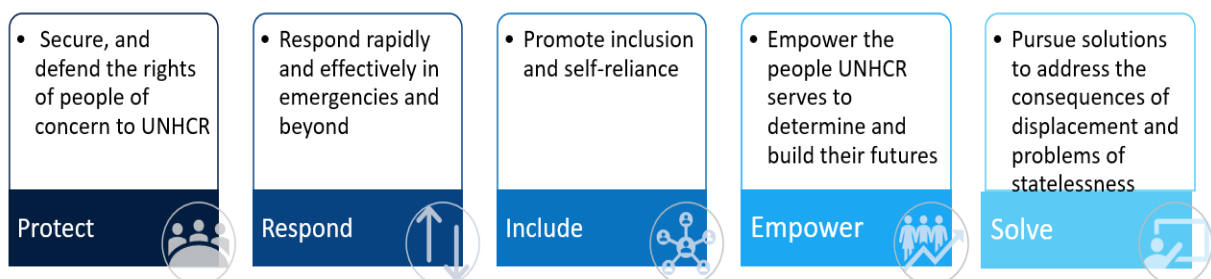 • Secure, and
defend the rights
of people of
concern to UNHCR
Protect
• Respond rapidly
and effectively in
emergencies and
beyond
Respond
• Promote inclusion
and self-reliance
Include
• Empower the
people UNHCR
serves to
determine and
build their futures
Empower
• Pursue solutions
to address the
consequences of
displacement and
problems of
statelessness
Solve